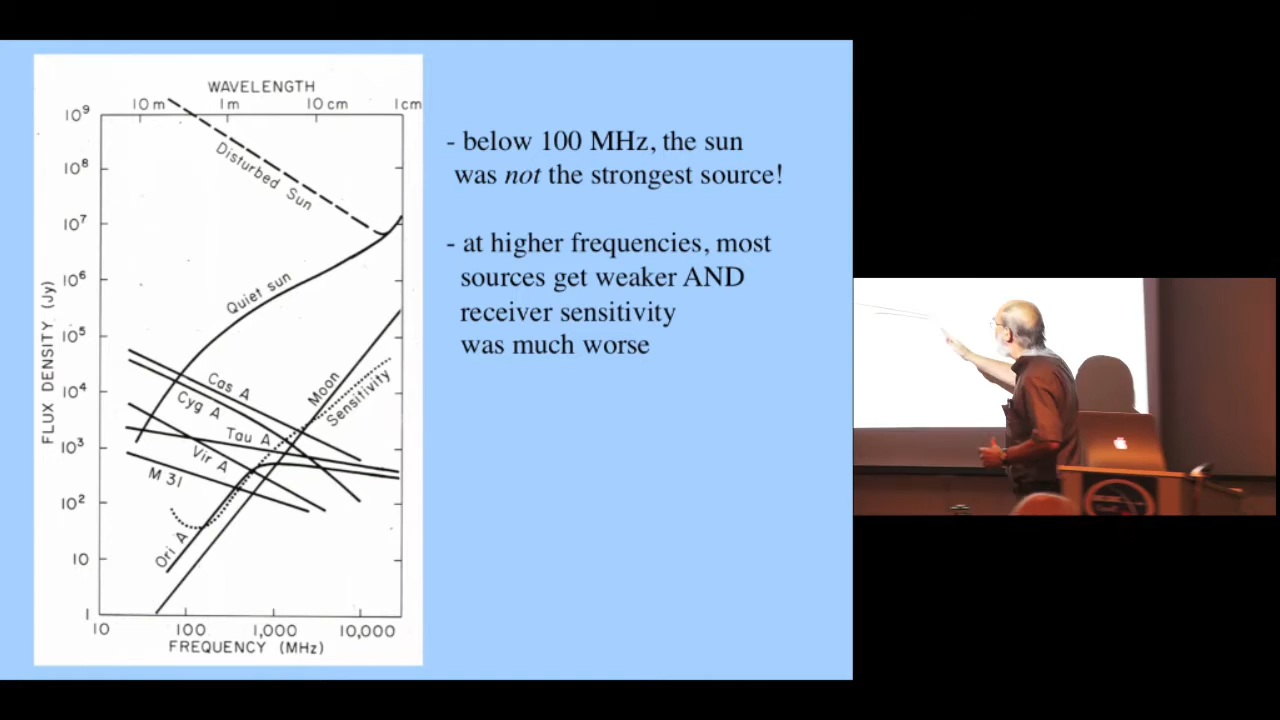 WAVELENGTH
10 m 1 m 10 cm 1 cm
10⁹
10⁸
10⁷
10⁶
10⁵
10⁴
10³
10²
10
1
FLUX DENSITY (Jy)
Disturbed Sun
Quiet sun
Cas A
Cyg A
Tau A
Vir A
M 31
Ori A
Moon
Sensitivity
10 100 1,000 10,000
FREQUENCY (MHz)
- below 100 MHz, the sun
was not the strongest source!
- at higher frequencies, most
sources get weaker AND
receiver sensitivity
was much worse